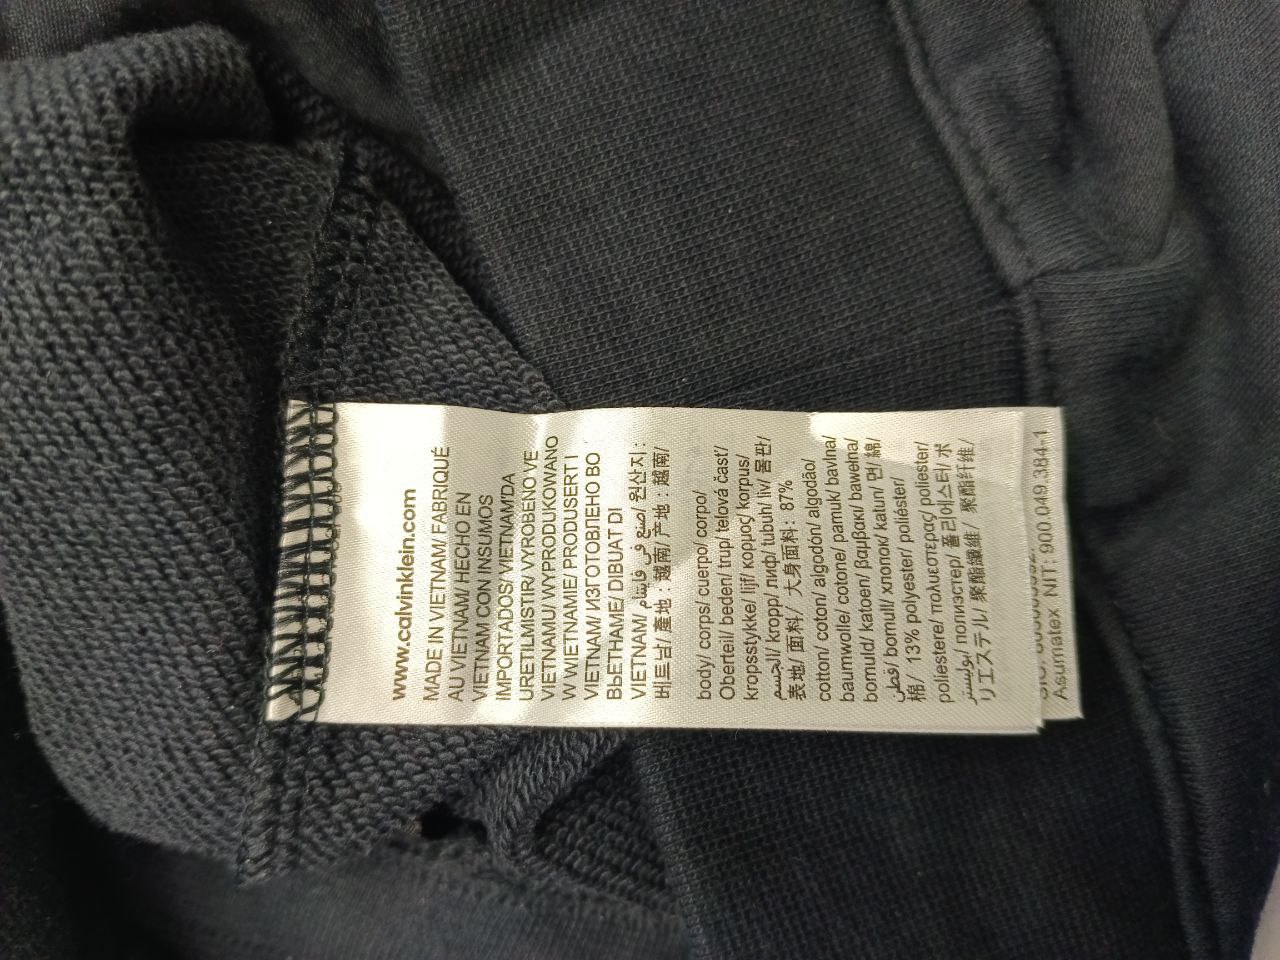 www.calvinklein.com
MADE IN VIETNAM/ FABRIQUÉ
AU VIETNAM/ HECHO EN
VIETNAM CON INSUMOS
IMPORTADOS/ VIETNAM'DA
URETILMISTIR/ VYROBENO VE
VIETNAMU/ WYPRODUKOWANO
W WIETNAMIE/ PRODUSERT I
VIETNAM/ ИЗГОТОВЛЕНО ВО
ВЬЕТНАМЕ/ DIBUAT DI
VIETNAM/ صنع في فايتنام/ 원산지 :
베트남/ 產地 : 越南/ 产地 : 越南/
body/ corps/ cuerpo/ corpo/
Oberteil/ beden/ trup/ telová časť/
kropsstykke/ lijf/ κορμος/ korpus/
الجسم/ kropp/ лиф/ tubuh/ liv/ 몸판/
表地/ 面料/ 大身面料 : 87%
cotton/ coton/ algodón/ algodão/
baumwolle/ cotone/ pamuk/ bavlna/
bomuld/ katoen/ βαμβακι/ bawełna/
قطن/ bomull/ хлопок/ katun/ 면/ 綿/
棉/ 13% polyester/ poliéster/
poliestere/ πολυεστερας/ poliester/
بوليستر/ полиэстер/ 폴리에스터/ ポ
リエステル/ 聚酯纖維/ 聚酯纤维/
Asumatex NIT: 900.049.384-1